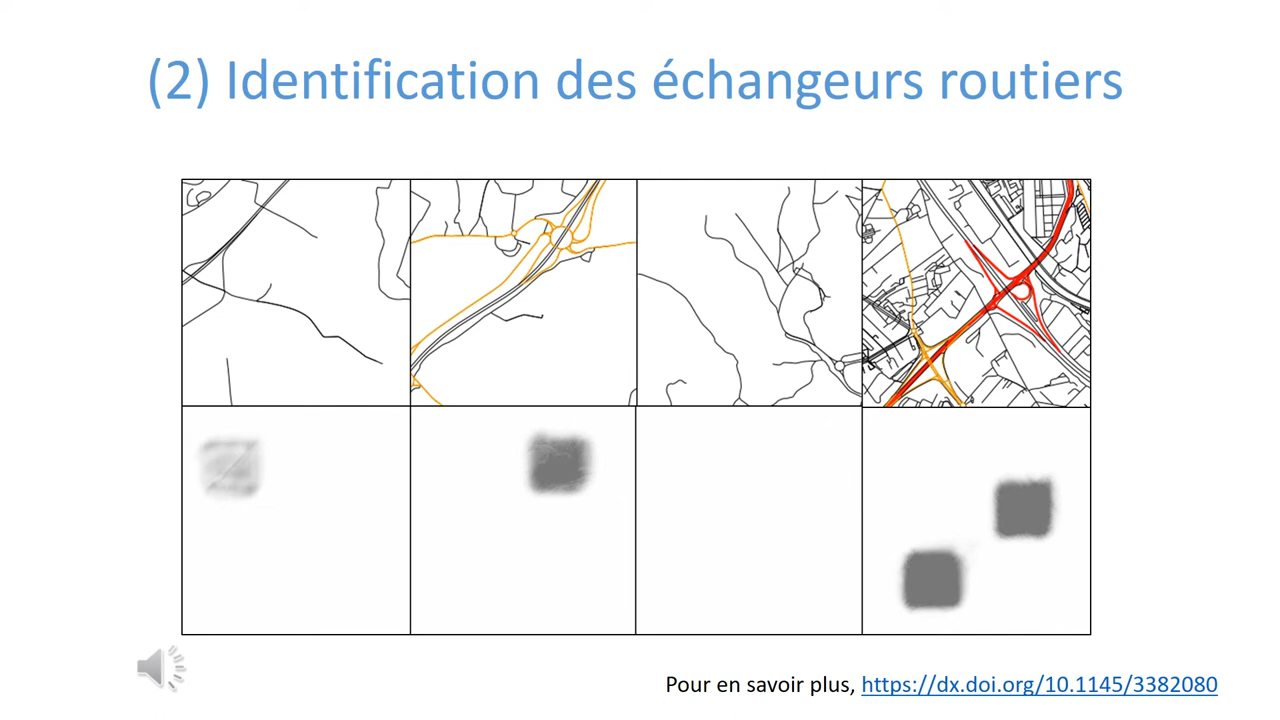 (2) Identification des échangeurs routiers
Pour en savoir plus, https://dx.doi.org/10.1145/3382080